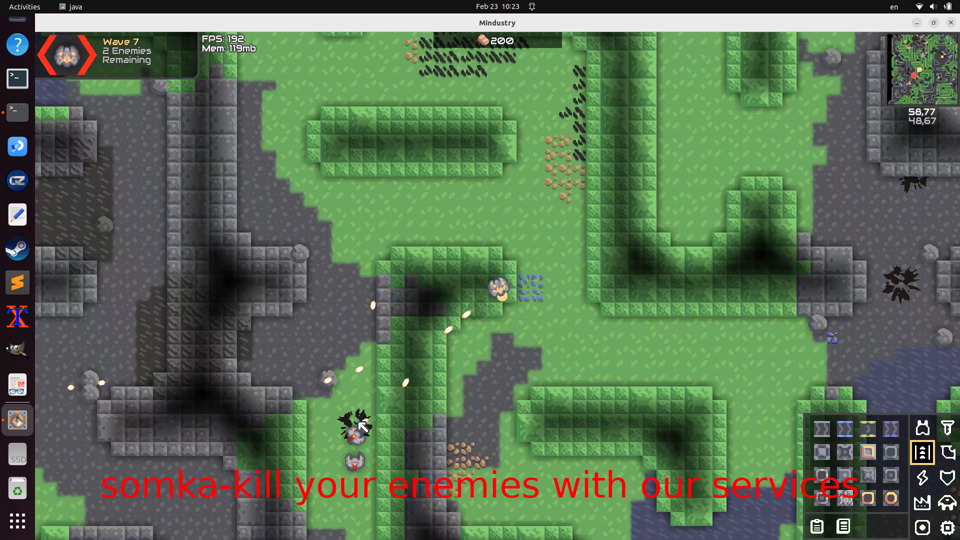 Activities
java
Feb 23 10:23
en
Mindustry
Wave 7
2 Enemies
Remaining
FPS: 192
Mem: 119mb
200
58,77
48,67
SSD
somka-kill your enemies with our services